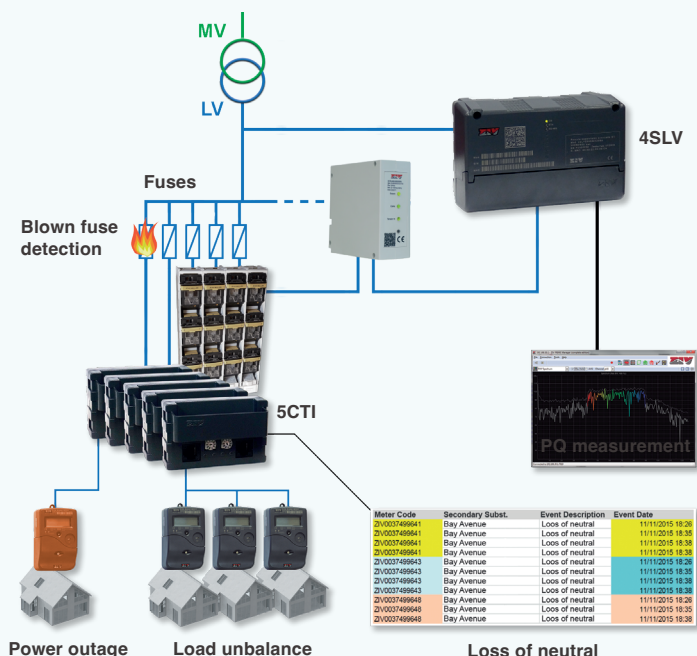 MV
LV
4SLV
Fuses
Blown fuse
detection
5CTI
PQ measurement
Meter Code Secondary Subst. Event Description Event Date
ZIV0037499641 Bay Avenue Loos of neutral 11/11/2015 18:26
ZIV0037499641 Bay Avenue Loos of neutral 11/11/2015 18:35
ZIV0037499641 Bay Avenue Loos of neutral 11/11/2015 18:38
ZIV0037499641 Bay Avenue Loos of neutral 11/11/2015 18:38
ZIV0037499643 Bay Avenue Loos of neutral 11/11/2015 18:26
ZIV0037499643 Bay Avenue Loos of neutral 11/11/2015 18:35
ZIV0037499643 Bay Avenue Loos of neutral 11/11/2015 18:38
ZIV0037499643 Bay Avenue Loos of neutral 11/11/2015 18:38
ZIV0037499648 Bay Avenue Loos of neutral 11/11/2015 18:26
ZIV0037499648 Bay Avenue Loos of neutral 11/11/2015 18:35
ZIV0037499648 Bay Avenue Loos of neutral 11/11/2015 18:38
Power outage
Load unbalance
Loss of neutral